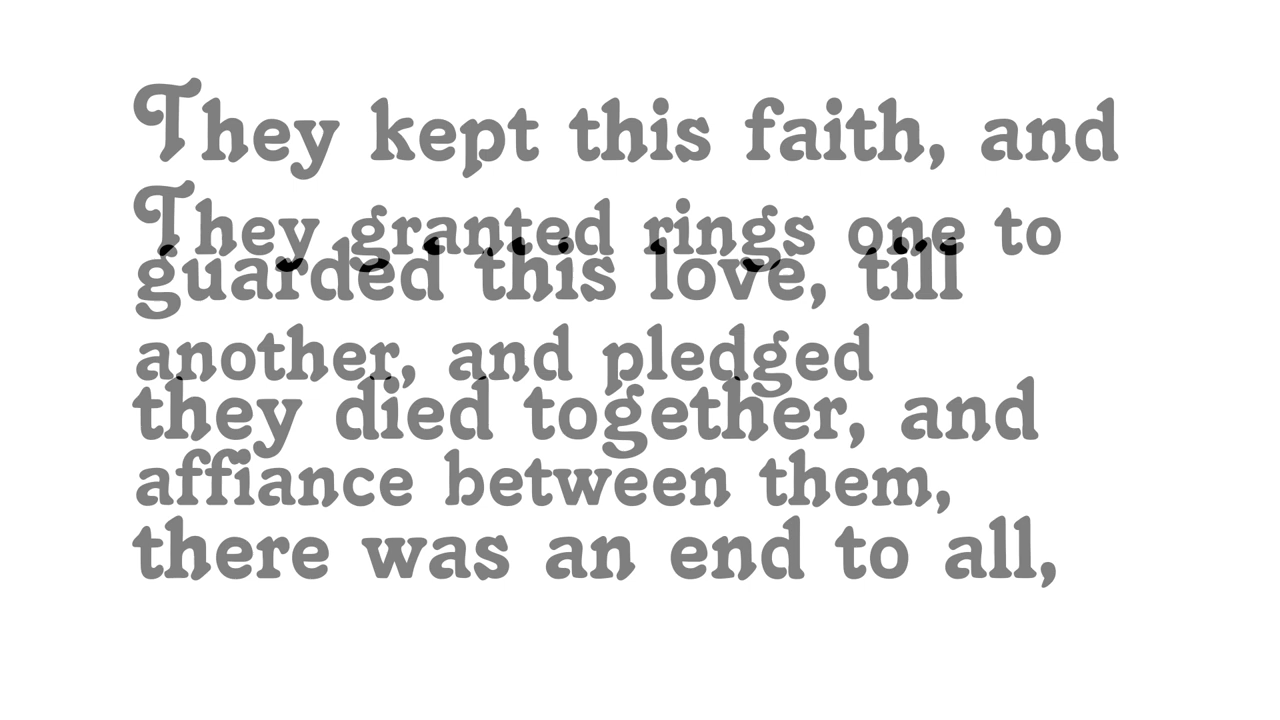 They kept this faith, and
guarded this love, till
they died together, and
there was an end to all,
They granted rings one to
another, and pledged
affiance between them,